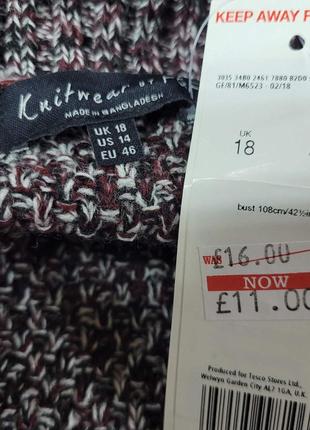 Knitwear BY
MADE IN BANGLADESH
UK 18
US 14
EU 46
KEEP AWAY F
3035 3480 2461 7880 8200
GE/81/M6523 - 02/18
UK
18
bust 108cm/42½
WAS £16.00
NOW
£11.00
Produced for Tesco Stores Ltd.,
Welwyn Garden City AL7 1GA, U.K.